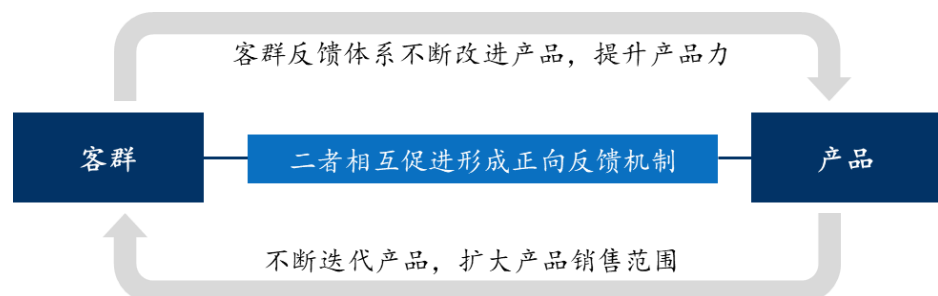 客群反馈体系不断改进产品，提升产品力
客群
二者相互促进形成正向反馈机制
产品
不断迭代产品，扩大产品销售范围